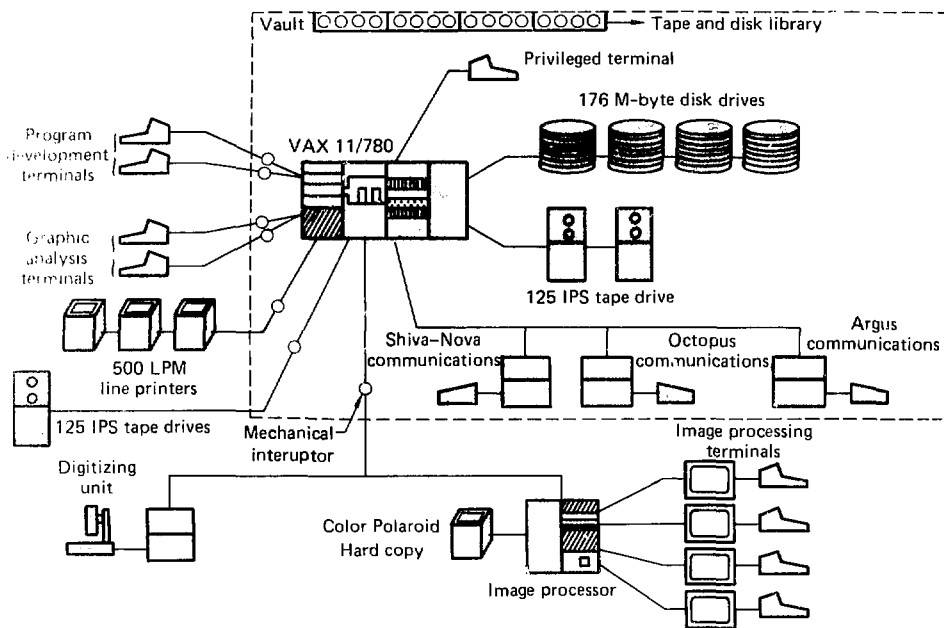 Vault
Tape and disk library
Privileged terminal
176 M-byte disk drives
Program
development
terminals
VAX 11/780
Graphic
analysis
terminals
125 IPS tape drive
500 LPM
line printers
Shiva-Nova
communications
Octopus
communications
Argus
communications
125 IPS tape drives
Mechanical
interuptor
Image processing
terminals
Digitizing
unit
Color Polaroid
Hard copy
Image processor